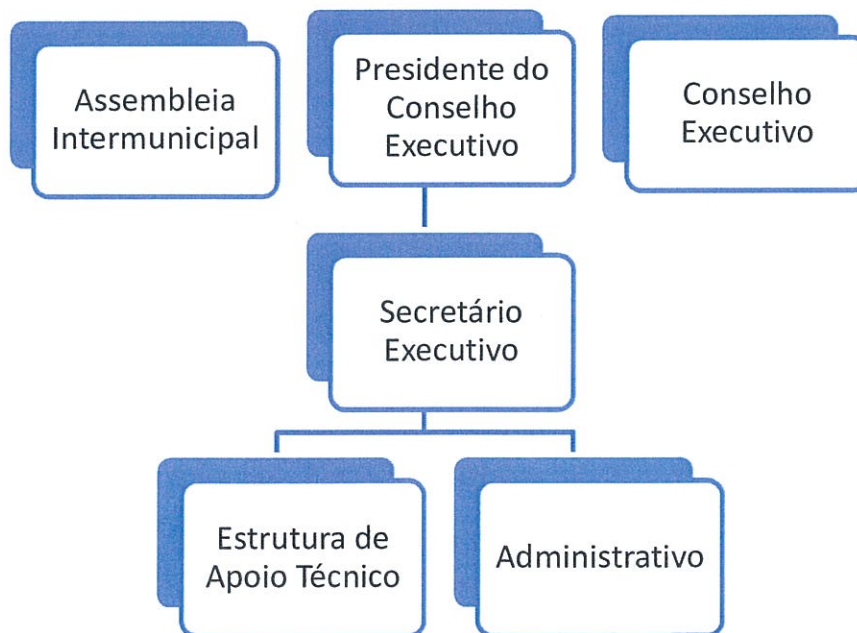 Assembleia
Intermunicipal
Presidente do
Conselho
Executivo
Conselho
Executivo
Secretário
Executivo
Estrutura de
Apoio Técnico
Administrativo